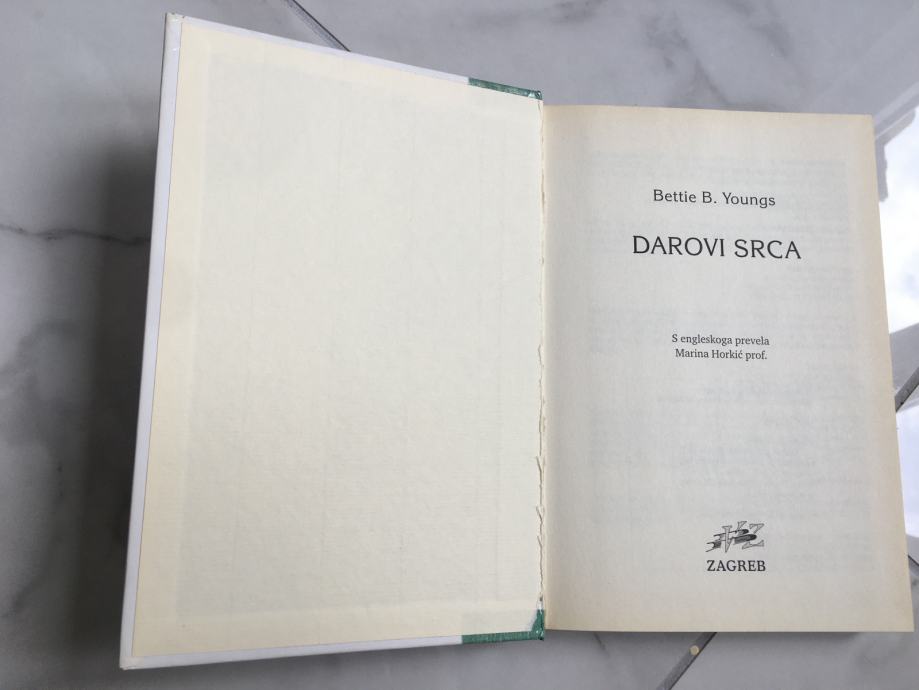 Bettie B. Youngs
DAROVI SRCA
S engleskoga prevela
Marina Horkić prof.
ZAGREB